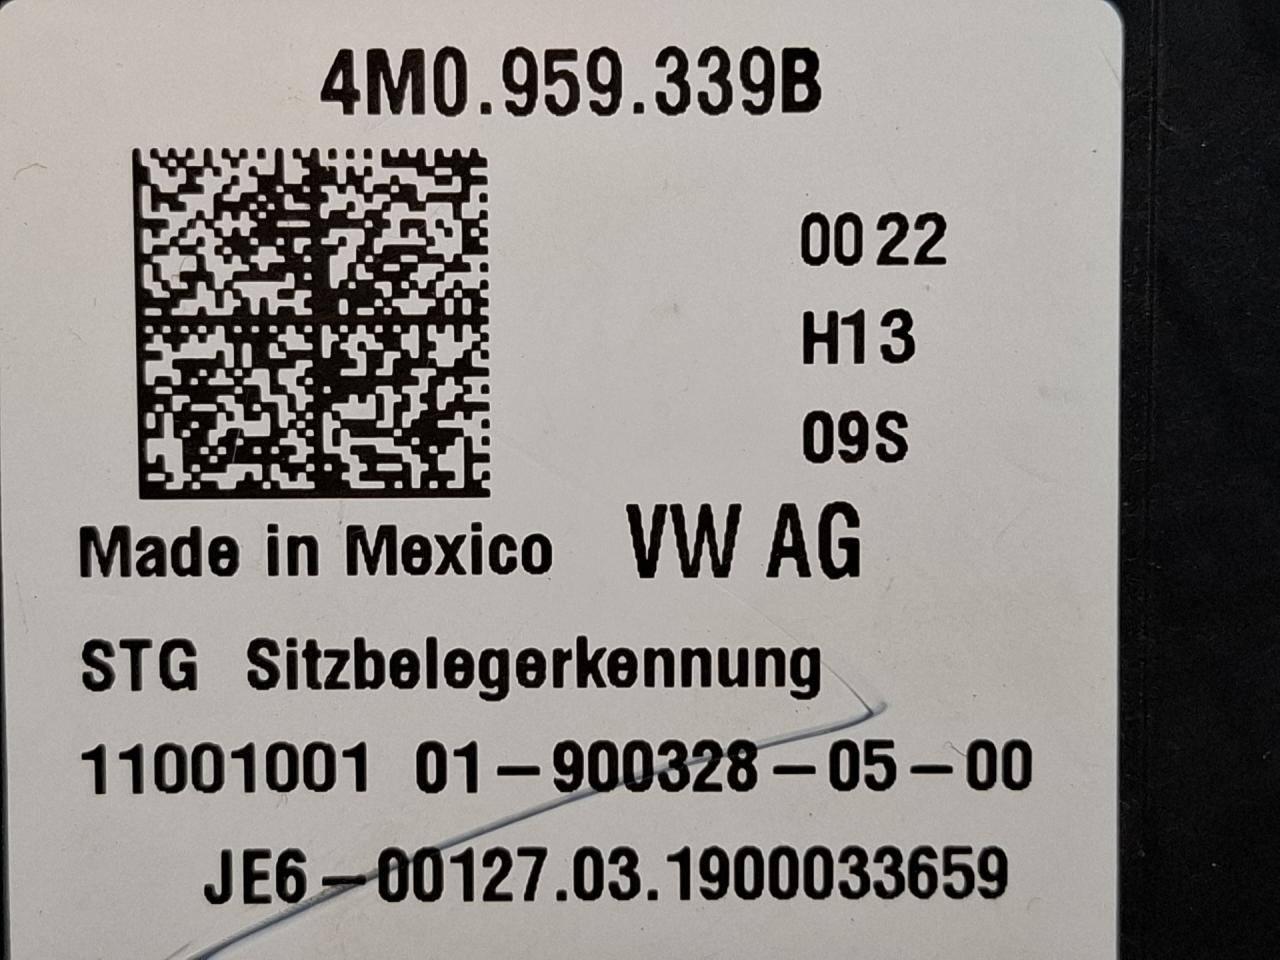 4M0.959.339B
0022
H13
09S
Made in Mexico VW AG
STG Sitzbelegerkennung
11001001 01-900328-05-00
JE6-00127.03.1900033659